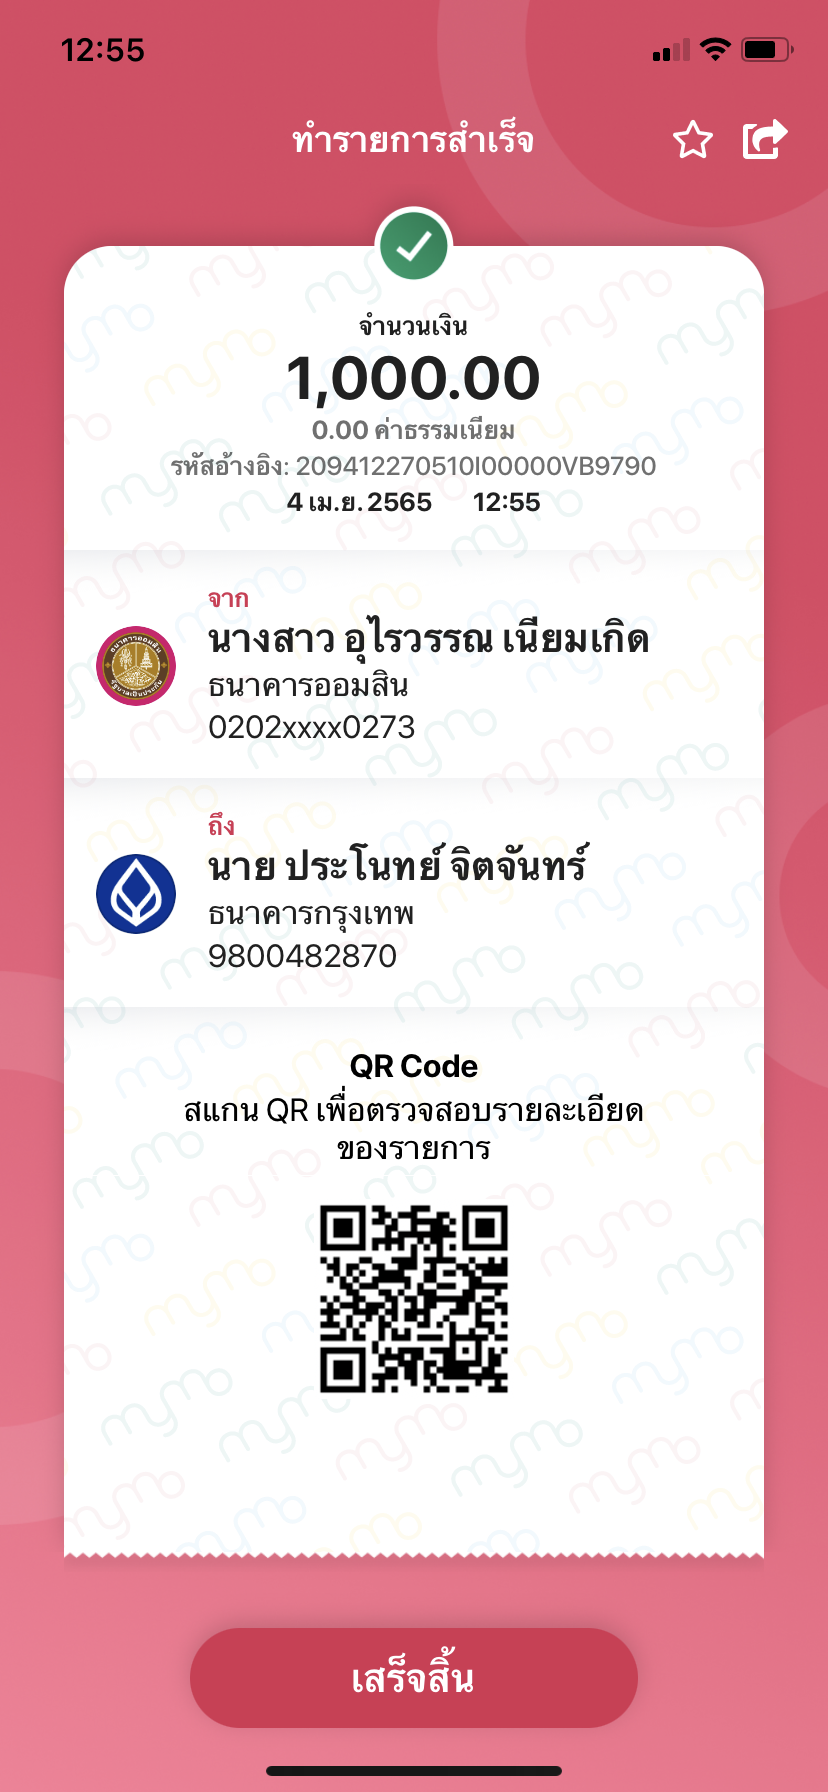 12:55
ทำรายการสำเร็จ
จำนวนเงิน
1,000.00
0.00 ค่าธรรมเนียม
รหัสอ้างอิง: 209412270510I00000VB9790
4 เม.ย. 2565 12:55
จาก
นางสาว อุไรวรรณ เนียมเกิด
ธนาคารออมสิน
0202xxxx0273
ถึง
นาย ประโนทย์ จิตจันทร์
ธนาคารกรุงเทพ
9800482870
QR Code
สแกน QR เพื่อตรวจสอบรายละเอียด
ของรายการ
เสร็จสิ้น